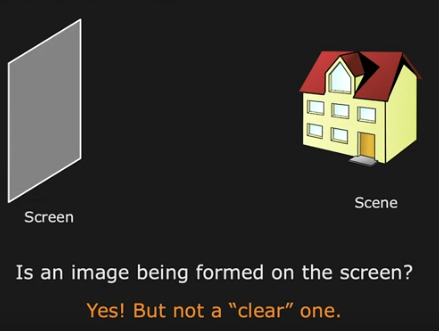 Screen
Scene
Is an image being formed on the screen?
Yes! But not a “clear” one.